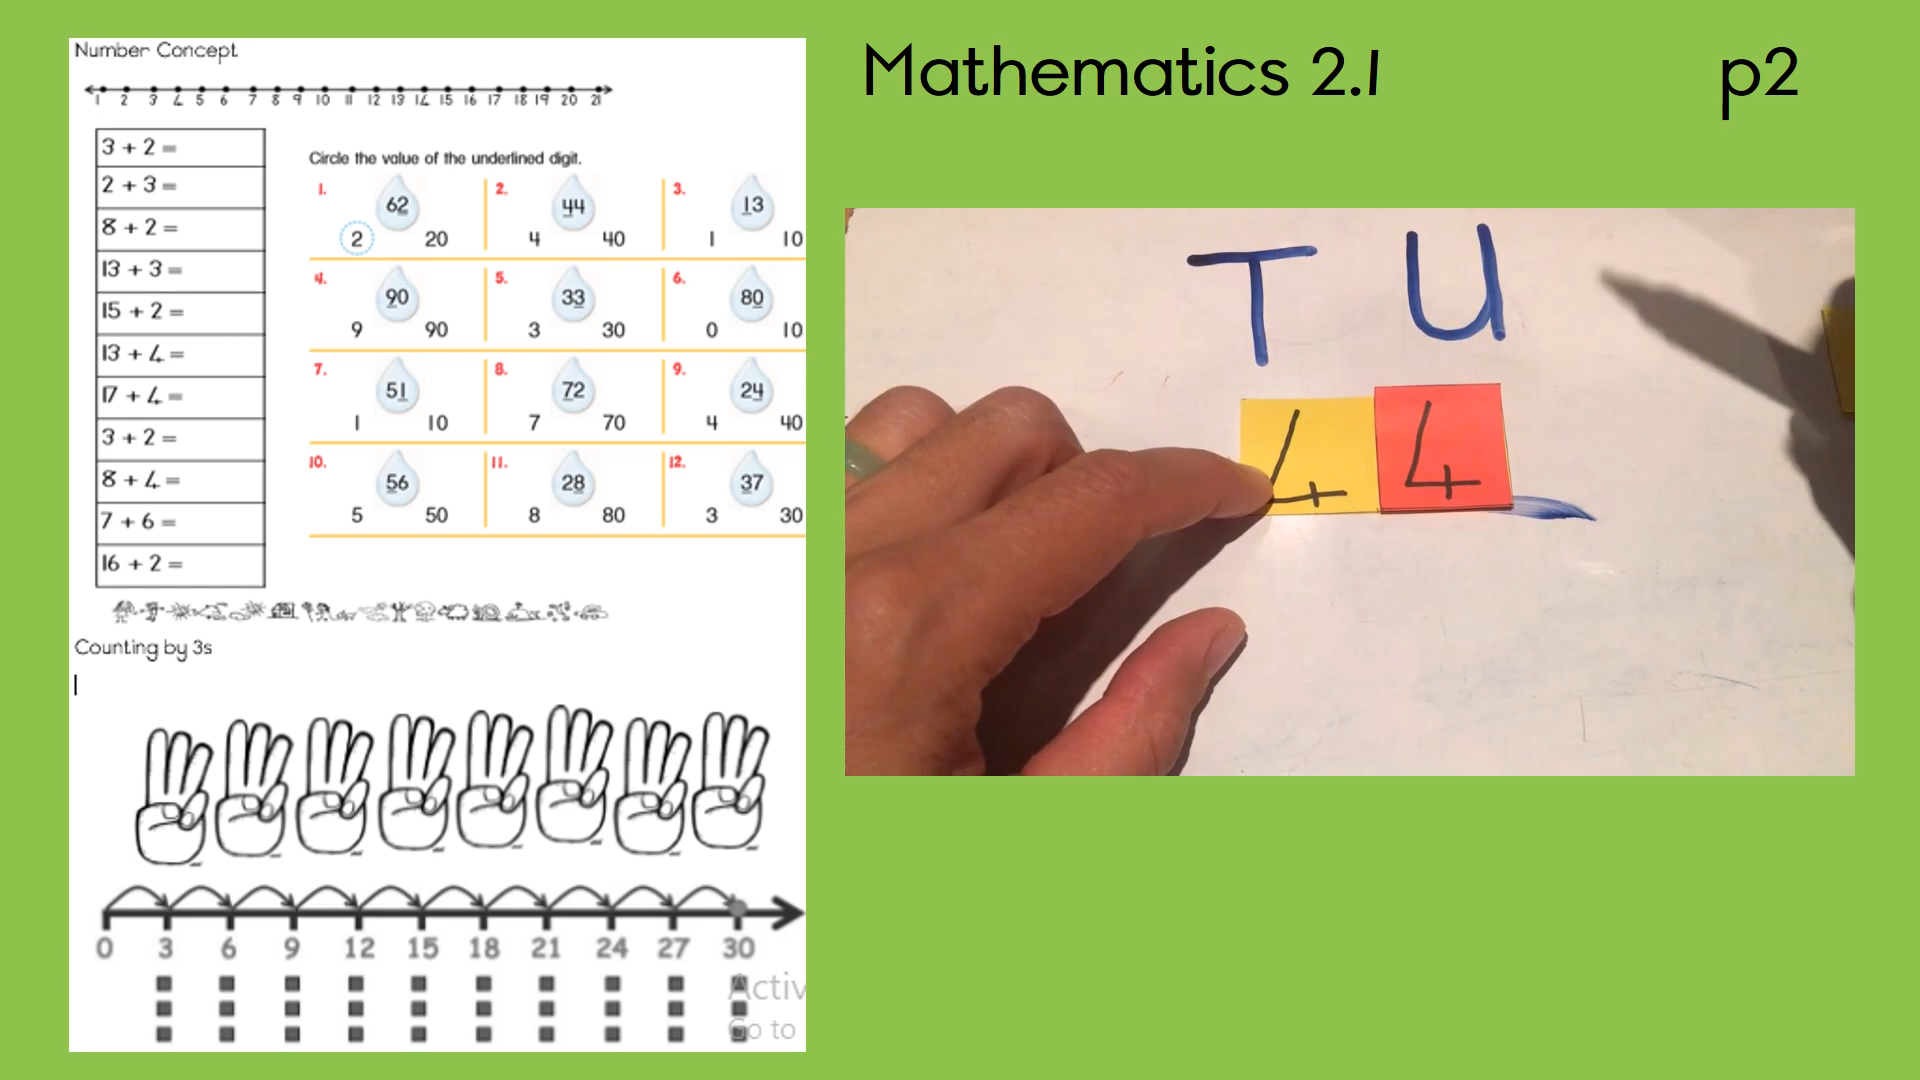 Number Concept
1 2 3 4 5 6 7 8 9 10 11 12 13 14 15 16 17 18 19 20 21
3 + 2 =
2 + 3 =
8 + 2 =
13 + 3 =
15 + 2 =
13 + 4 =
17 + 4 =
3 + 2 =
8 + 4 =
7 + 6 =
16 + 2 =
Circle the value of the underlined digit.
1. 62
2 20
2. 44
4 40
3. 13
1 10
4. 90
9 90
5. 33
3 30
6. 80
0 10
7. 51
1 10
8. 72
7 70
9. 24
4 40
10. 56
5 50
11. 28
8 80
12. 37
3 30
Counting by 3s
0 3 6 9 12 15 18 21 24 27 30
Activ
Go to
Mathematics 2.1 p2
T U
4 4